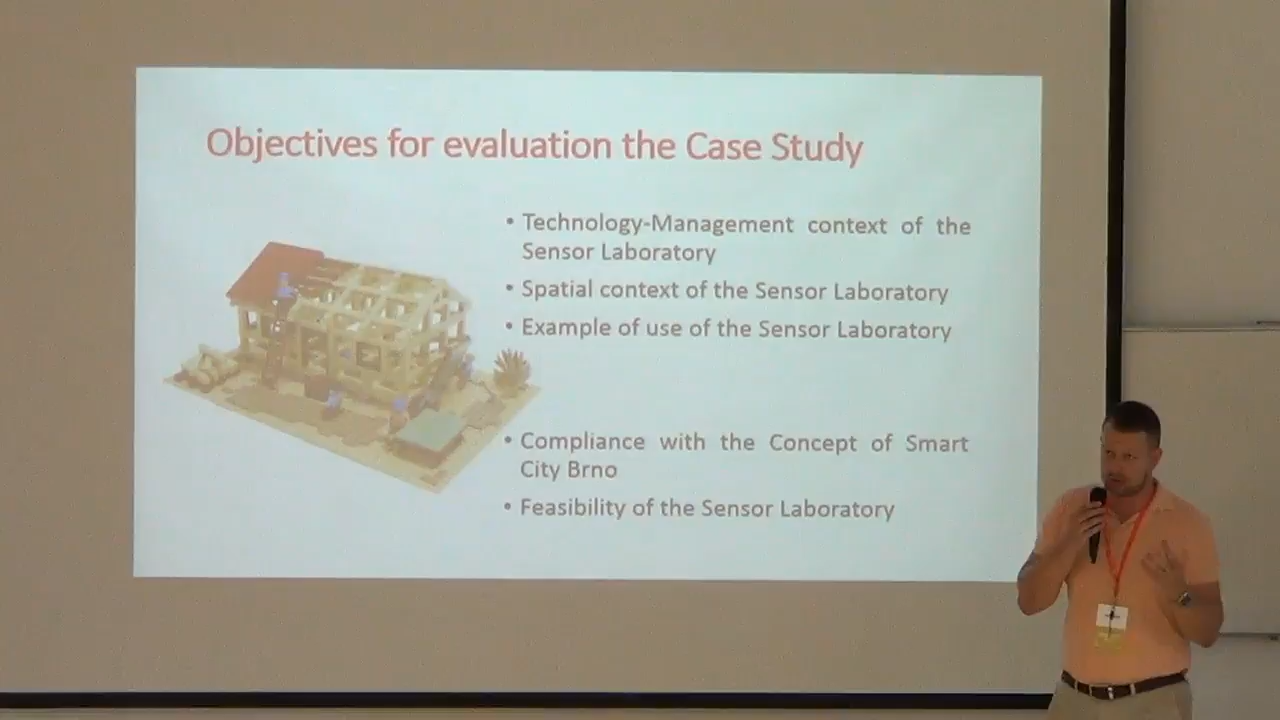 Objectives for evaluation the Case Study
• Technology-Management context of the
Sensor Laboratory
• Spatial context of the Sensor Laboratory
• Example of use of the Sensor Laboratory
• Compliance with the Concept of Smart
City Brno
• Feasibility of the Sensor Laboratory